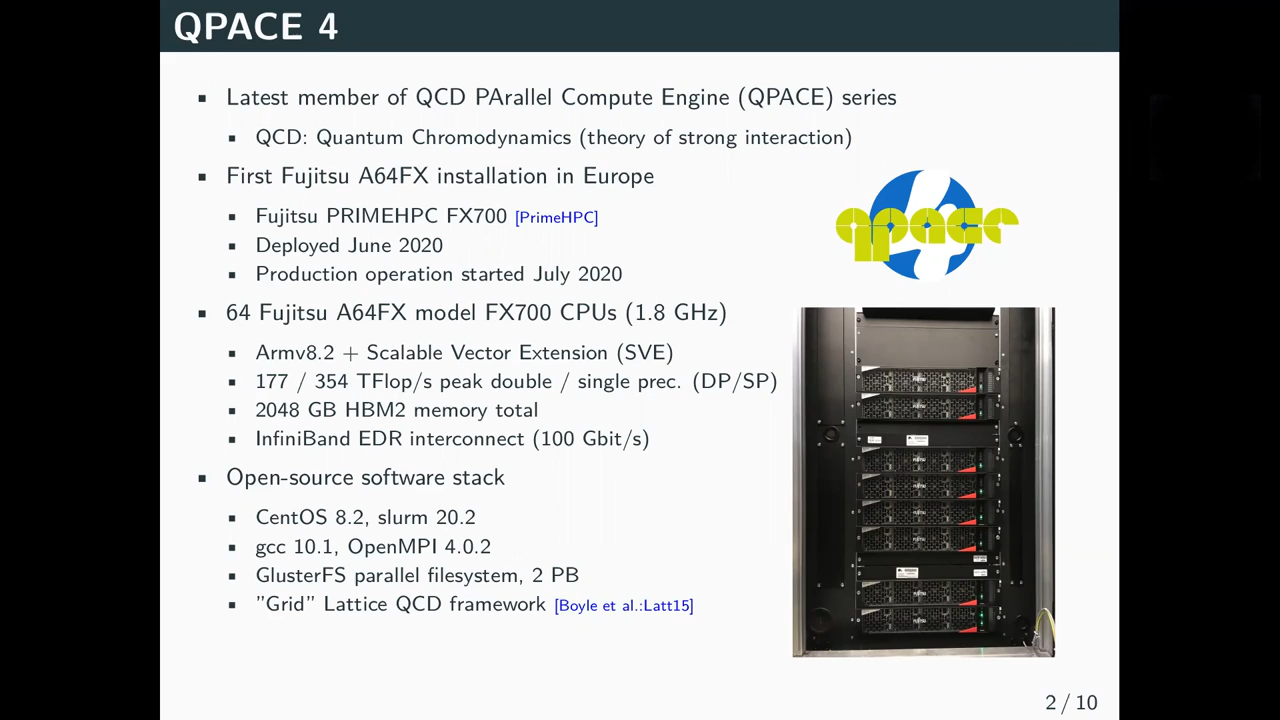 QPACE 4
▪ Latest member of QCD PArallel Compute Engine (QPACE) series
▪ QCD: Quantum Chromodynamics (theory of strong interaction)
▪ First Fujitsu A64FX installation in Europe
▪ Fujitsu PRIMEHPC FX700 [PrimeHPC]
▪ Deployed June 2020
▪ Production operation started July 2020
qpace
▪ 64 Fujitsu A64FX model FX700 CPUs (1.8 GHz)
▪ Armv8.2 + Scalable Vector Extension (SVE)
▪ 177 / 354 TFlop/s peak double / single prec. (DP/SP)
▪ 2048 GB HBM2 memory total
▪ InfiniBand EDR interconnect (100 Gbit/s)
▪ Open-source software stack
▪ CentOS 8.2, slurm 20.2
▪ gcc 10.1, OpenMPI 4.0.2
▪ GlusterFS parallel filesystem, 2 PB
▪ ”Grid” Lattice QCD framework [Boyle et al.:Latt15]
2 / 10